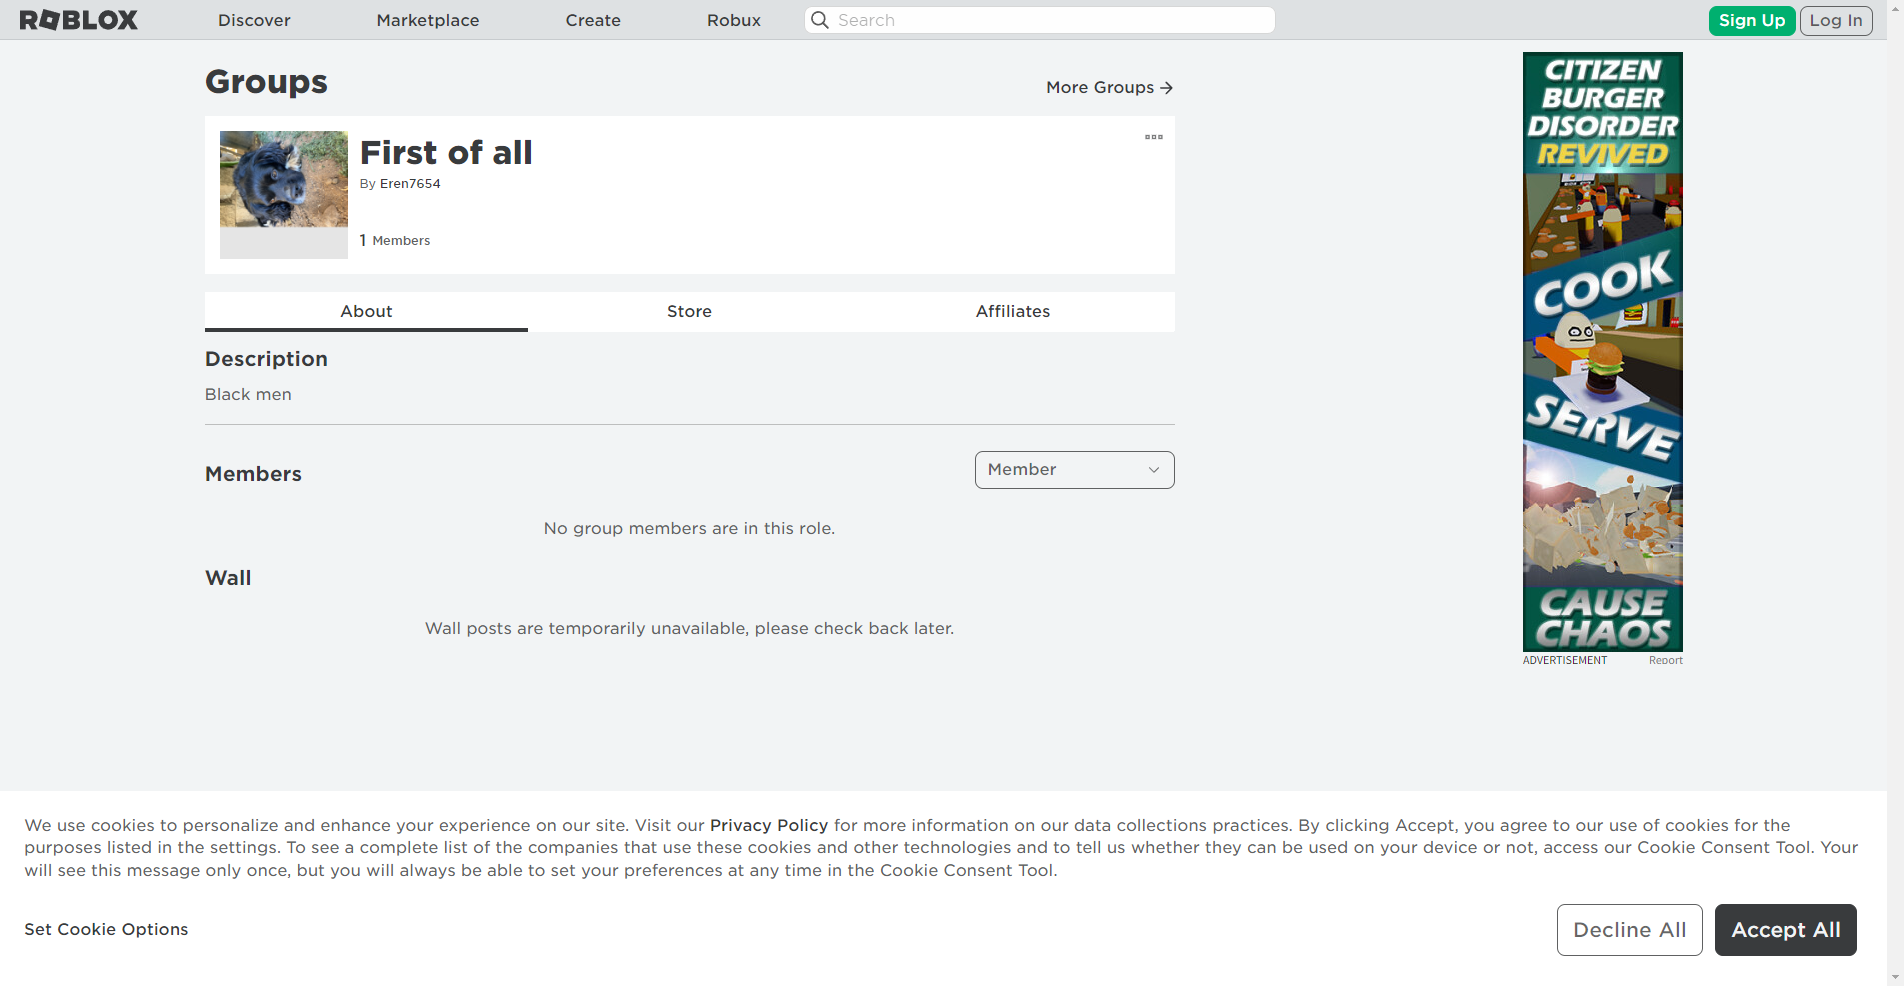 ROBLOX Discover Marketplace Create Robux Search Sign Up Log In
Groups
More Groups
First of all
By Eren7654
1 Members
About Store Affiliates
Description
Black men
Members
Member
No group members are in this role.
Wall
Wall posts are temporarily unavailable, please check back later.
CITIZEN
BURGER
DISORDER
REVIVED
COOK
SERVE
CAUSE
CHAOS
ADVERTISEMENT Report
We use cookies to personalize and enhance your experience on our site. Visit our Privacy Policy for more information on our data collections practices. By clicking Accept, you agree to our use of cookies for the
purposes listed in the settings. To see a complete list of the companies that use these cookies and other technologies and to tell us whether they can be used on your device or not, access our Cookie Consent Tool. Your
will see this message only once, but you will always be able to set your preferences at any time in the Cookie Consent Tool.
Set Cookie Options
Decline All
Accept All